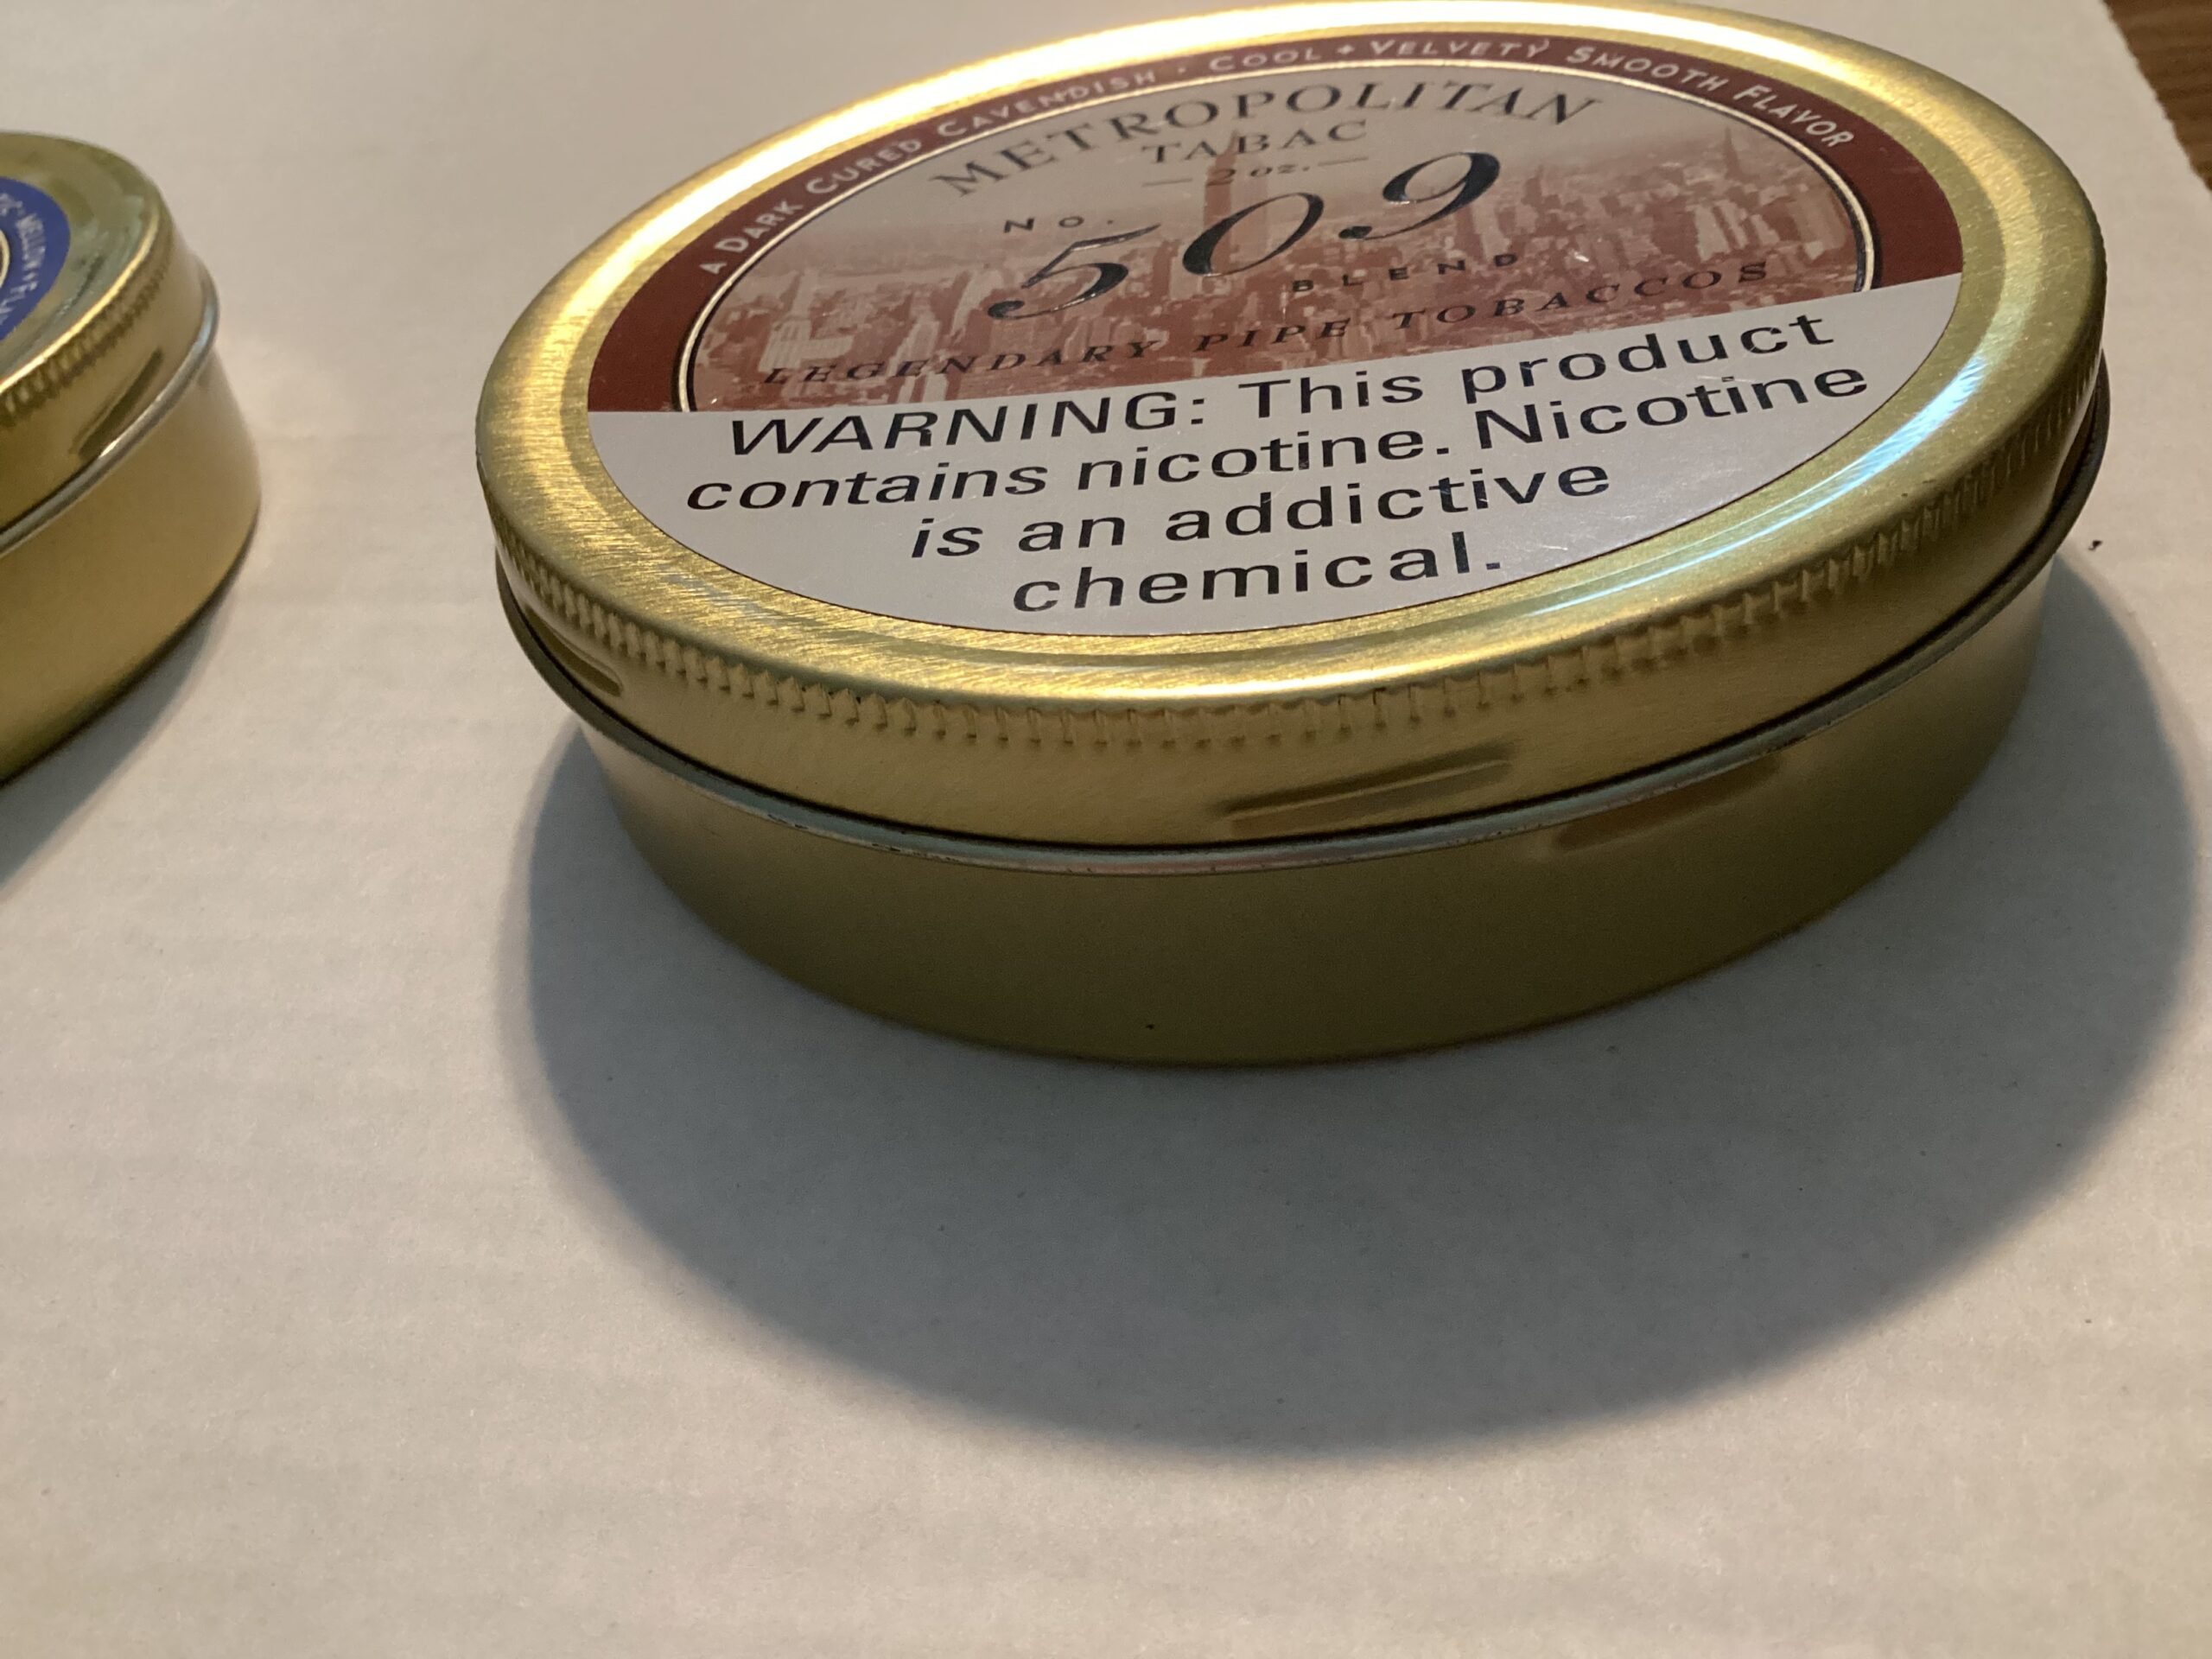 A DARK CURED CAVENDISH • COOL + VELVETY SMOOTH FLAVOR
METROPOLITAN
TABAC
— 2 oz. —
No.
509
BLEND
LEGENDARY PIPE TOBACCOS
WARNING: This product
contains nicotine. Nicotine
is an addictive
chemical.
MELLOW +